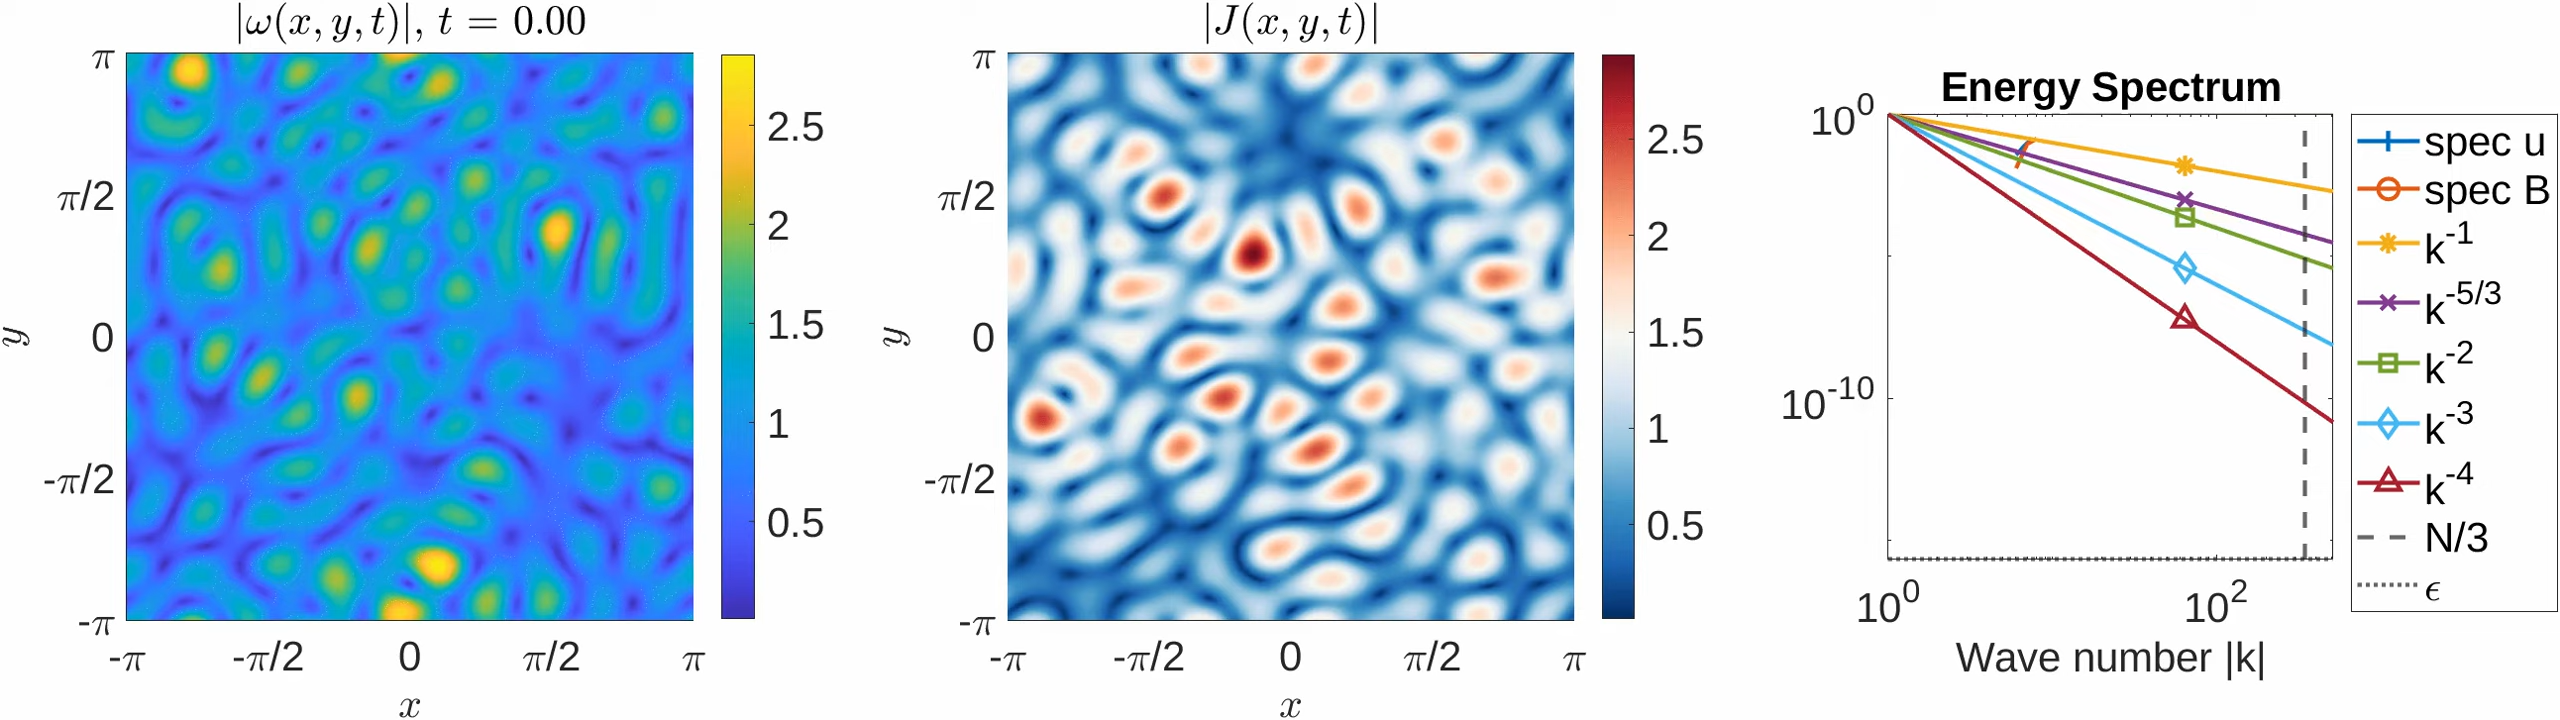 |ω(x, y, t)|, t = 0.00
π
π/2
0
-π/2
-π
y
-π
-π/2
0
π/2
π
x
2.5
2
1.5
1
0.5
|J(x, y, t)|
π
π/2
0
-π/2
-π
y
-π
-π/2
0
π/2
π
x
2.5
2
1.5
1
0.5
Energy Spectrum
10^0
10^-10
10^0
10^2
Wave number |k|
spec u
spec B
k^-1
k^-5/3
k^-2
k^-3
k^-4
N/3
ϵ